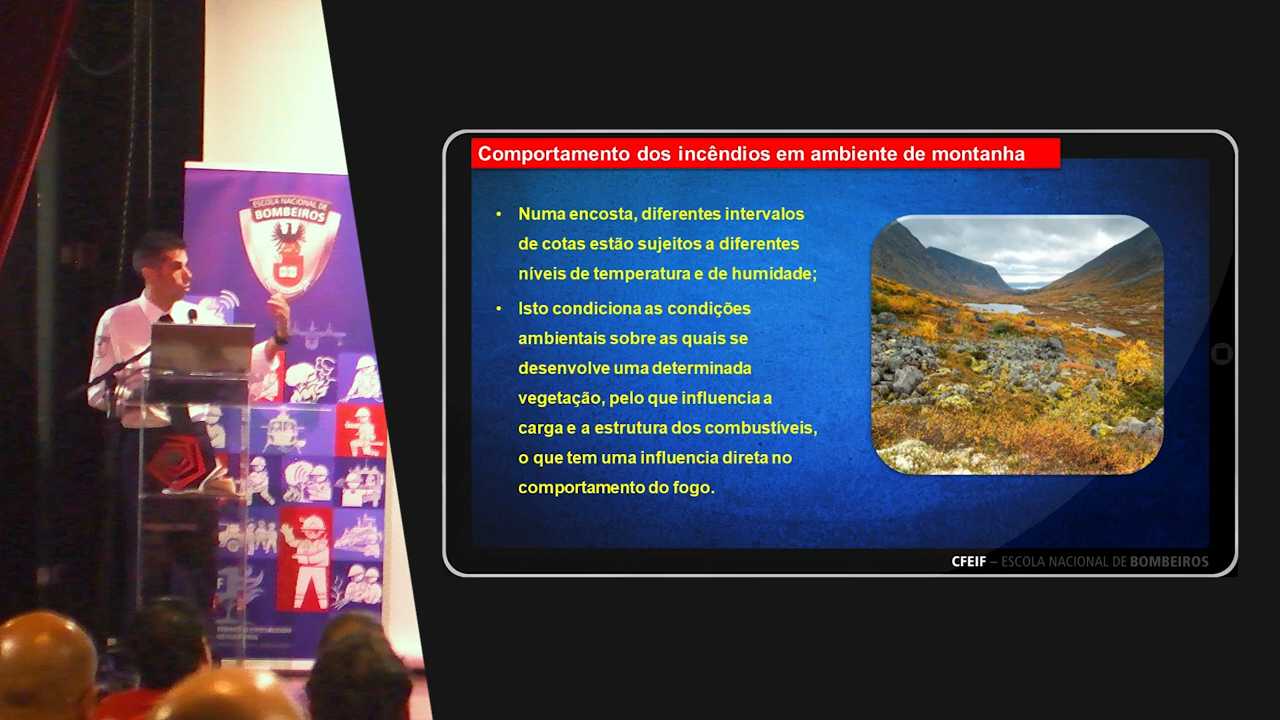 ESCOLA NACIONAL DE
BOMBEIROS
Comportamento dos incêndios em ambiente de montanha
• Numa encosta, diferentes intervalos
de cotas estão sujeitos a diferentes
níveis de temperatura e de humidade;
• Isto condiciona as condições
ambientais sobre as quais se
desenvolve uma determinada
vegetação, pelo que influencia a
carga e a estrutura dos combustíveis,
o que tem uma influencia direta no
comportamento do fogo.
CFEIF – ESCOLA NACIONAL DE BOMBEIROS